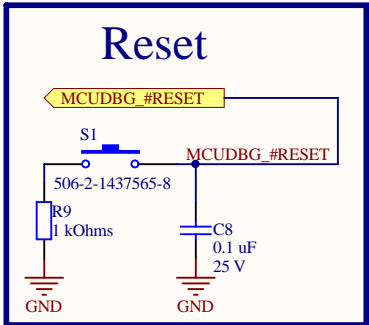 Reset
MCUDBG_#RESET
S1
MCUDBG_#RESET
506-2-1437565-8
R9
1 kOhms
C8
0.1 uF
25 V
GND
GND